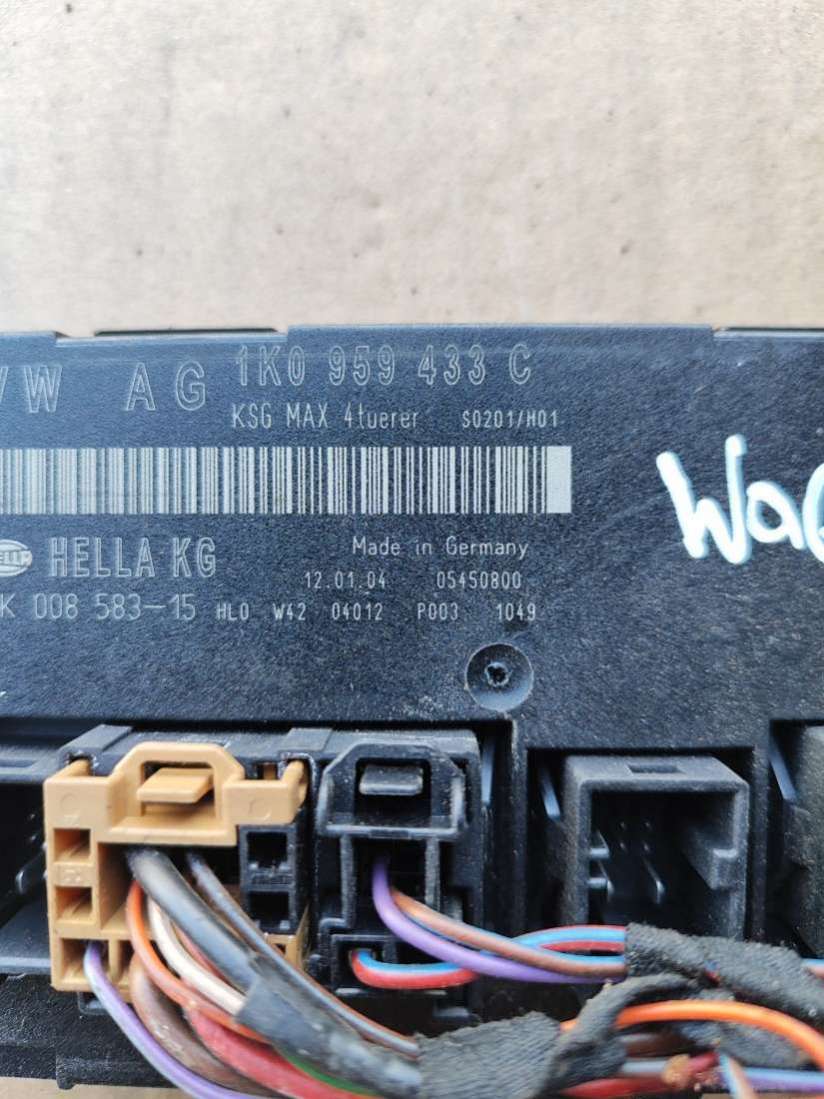 VW AG 1K0 959 433 C
KSG MAX 4tuerer S0201/H01
HELLA KG Made in Germany
12.01.04 05450800
K 008 583-15 HL0 W42 04012 P003 1049